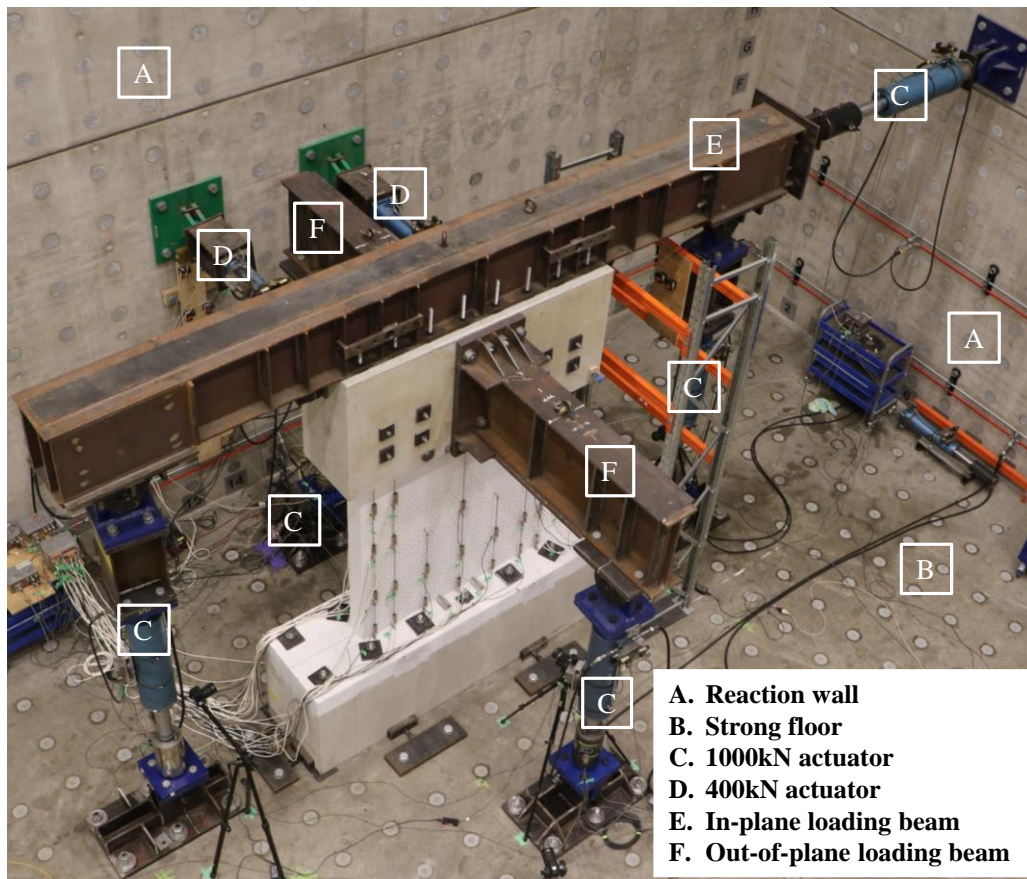 A
C
E
D
F
D
A
C
F
C
B
C
C
A. Reaction wall
B. Strong floor
C. 1000kN actuator
D. 400kN actuator
E. In-plane loading beam
F. Out-of-plane loading beam
G
F